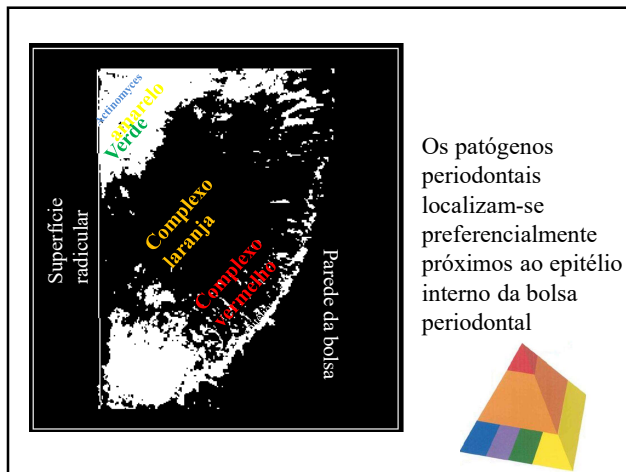 Actinomyces
amarelo
Verde
Complexo
laranja
Complexo
vermelho
Superfície
radicular
Parede da bolsa
Os patógenos
periodontais
localizam-se
preferencialmente
próximos ao epitélio
interno da bolsa
periodontal